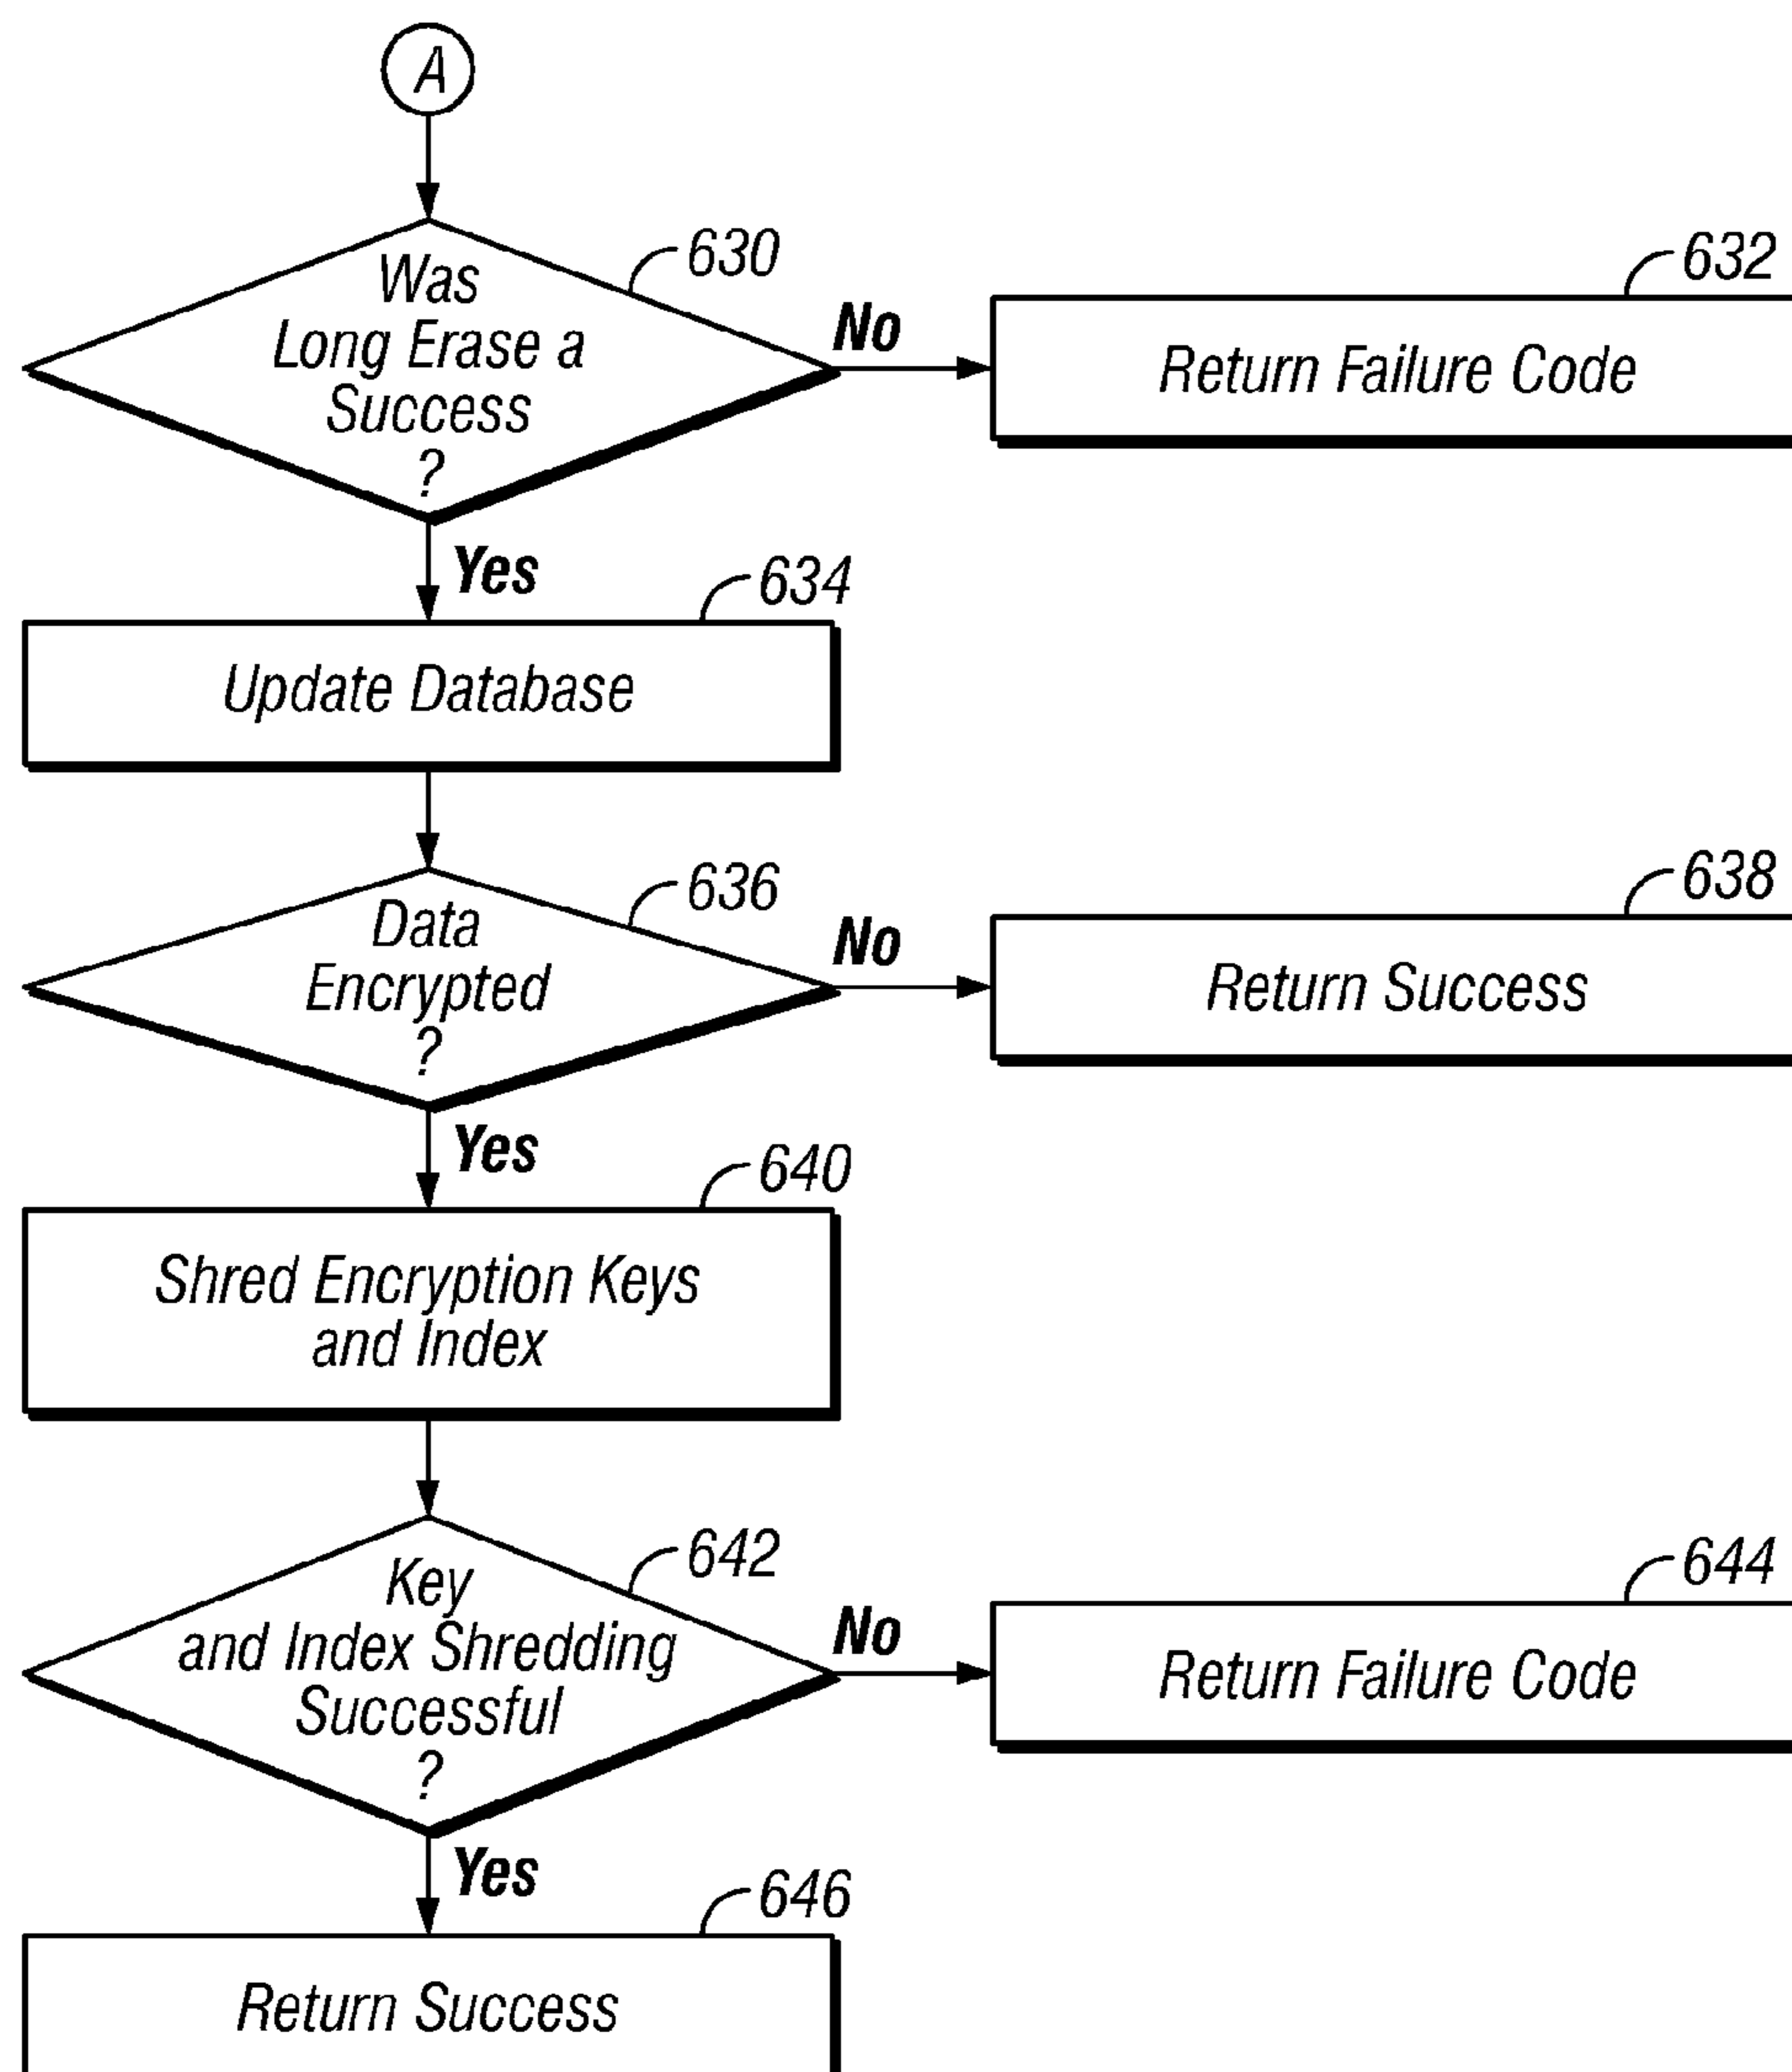 A
630
Was
Long Erase a
Success
?
No
632
Return Failure Code
Yes
634
Update Database
636
Data
Encrypted
?
No
638
Return Success
Yes
640
Shred Encryption Keys
and Index
642
Key
and Index Shredding
Successful
?
No
644
Return Failure Code
Yes
646
Return Success